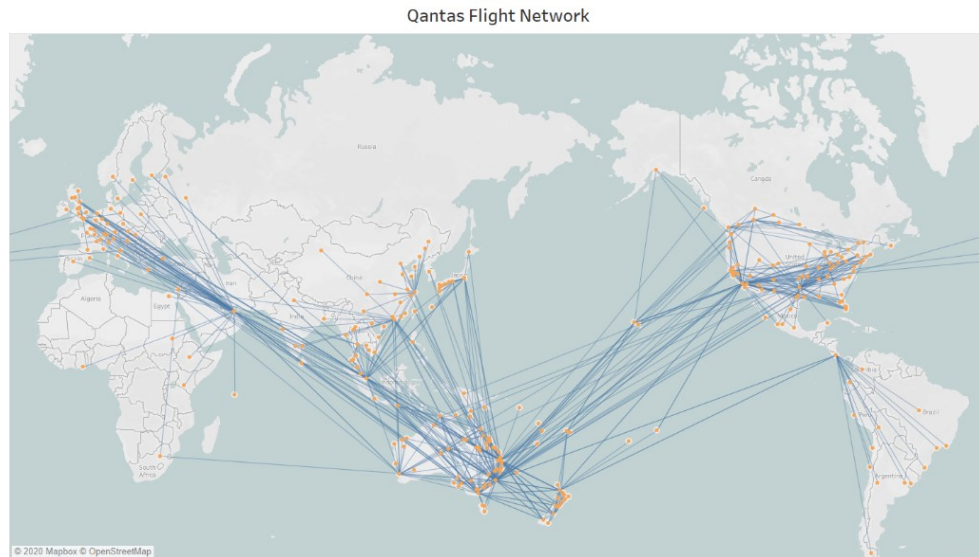 Qantas Flight Network
Russia
Canada
United
Iran
China
Algeria
Egypt
India
Mexico
Brazil
Peru
South
Africa
Argentina
© 2020 Mapbox © OpenStreetMap